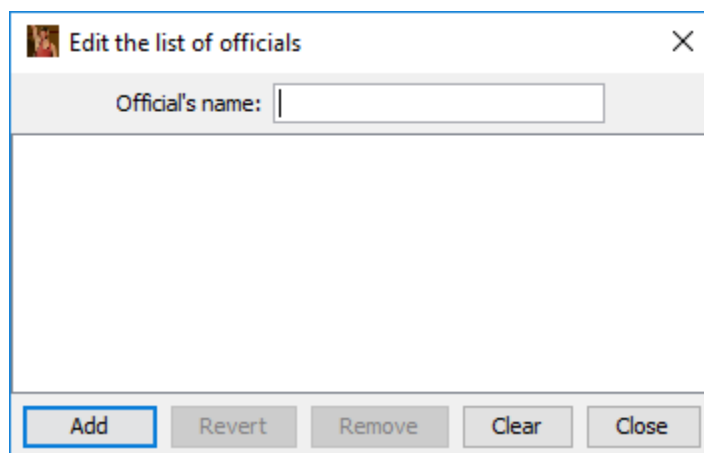 Edit the list of officials
Official's name:
Add Revert Remove Clear Close